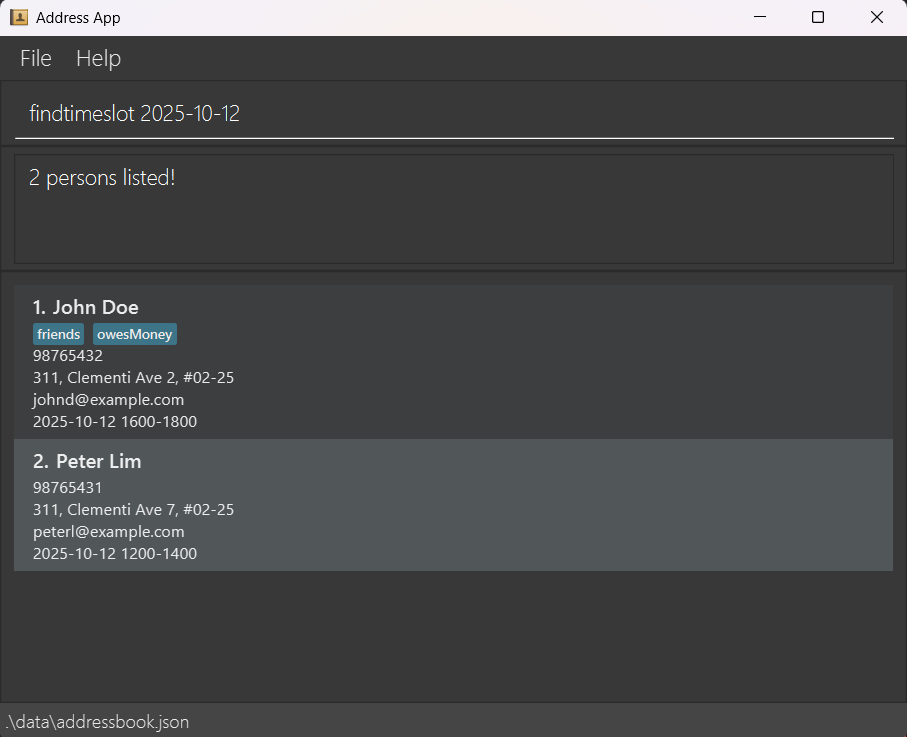 Address App
File Help
findtimeslot 2025-10-12
2 persons listed!
1. John Doe
friends owesMoney
98765432
311, Clementi Ave 2, #02-25
johnd@example.com
2025-10-12 1600-1800
2. Peter Lim
98765431
311, Clementi Ave 7, #02-25
peterl@example.com
2025-10-12 1200-1400
.\data\addressbook.json